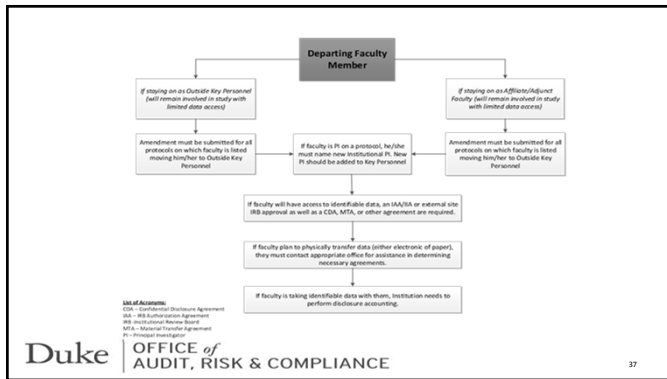 Departing Faculty
Member
If staying on as Outside Key Personnel
(will remain involved in study with
limited data access)
If staying on as Affiliate/Adjunct
Faculty (will remain involved in study
with limited data access)
Amendment must be submitted for all
protocols on which faculty is listed
moving him/her to Outside Key
Personnel
If faculty is PI on a protocol, he/she
must name new Institutional PI. New
PI should be added to Key Personnel
Amendment must be submitted for all
protocols on which faculty is listed
moving him/her to Outside Key
Personnel
If faculty will have access to identifiable data, an IAA/IIA or external site
IRB approval as well as a CDA, MTA, or other agreement are required.
If faculty plan to physically transfer data (either electronic of paper),
they must contact appropriate office for assistance in determining
necessary agreements.
If faculty is taking identifiable data with them, Institution needs to
perform disclosure accounting.
List of Acronyms:
CDA – Confidential Disclosure Agreement
IAA – IRB Authorization Agreement
IRB -Institutional Review Board
MTA – Material Transfer Agreement
PI – Principal Investigator
Duke
OFFICE of
AUDIT, RISK & COMPLIANCE
37